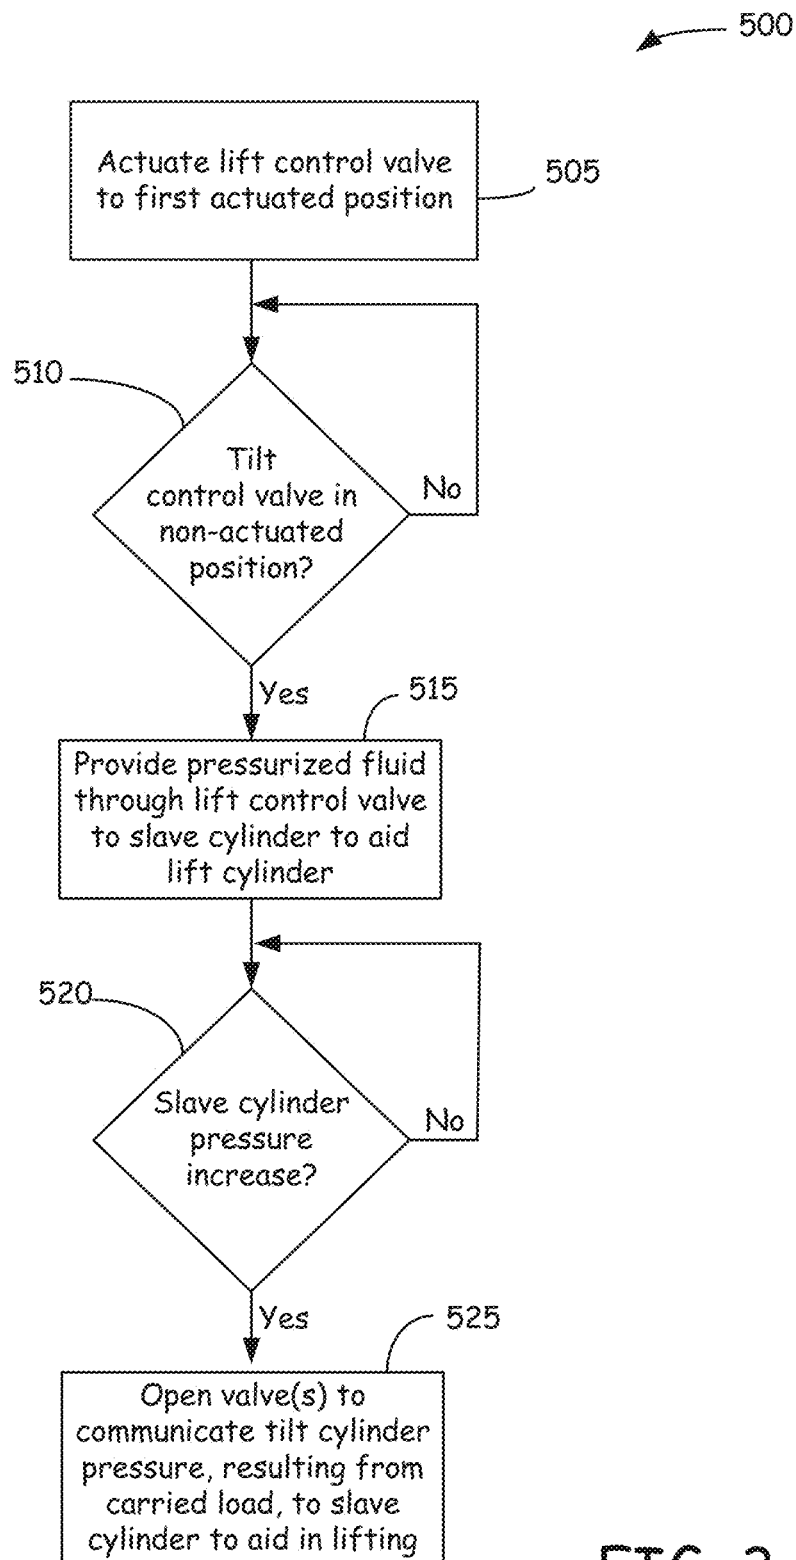 500
Actuate lift control valve
to first actuated position
505
510
Tilt
control valve in
non-actuated
position?
No
Yes
515
Provide pressurized fluid
through lift control valve
to slave cylinder to aid
lift cylinder
520
Slave cylinder
pressure
increase?
No
Yes
525
Open valve(s) to
communicate tilt cylinder
pressure, resulting from
carried load, to slave
cylinder to aid in lifting